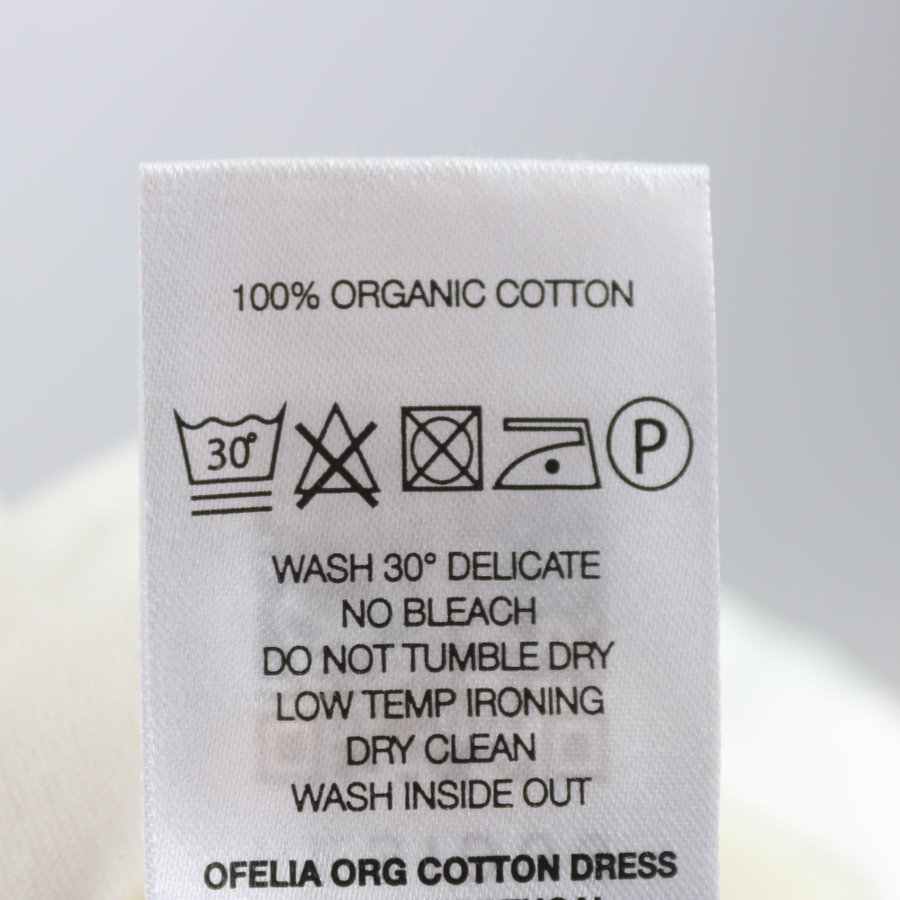 100% ORGANIC COTTON
30° P
WASH 30° DELICATE
NO BLEACH
DO NOT TUMBLE DRY
LOW TEMP IRONING
DRY CLEAN
WASH INSIDE OUT
OFELIA ORG COTTON DRESS